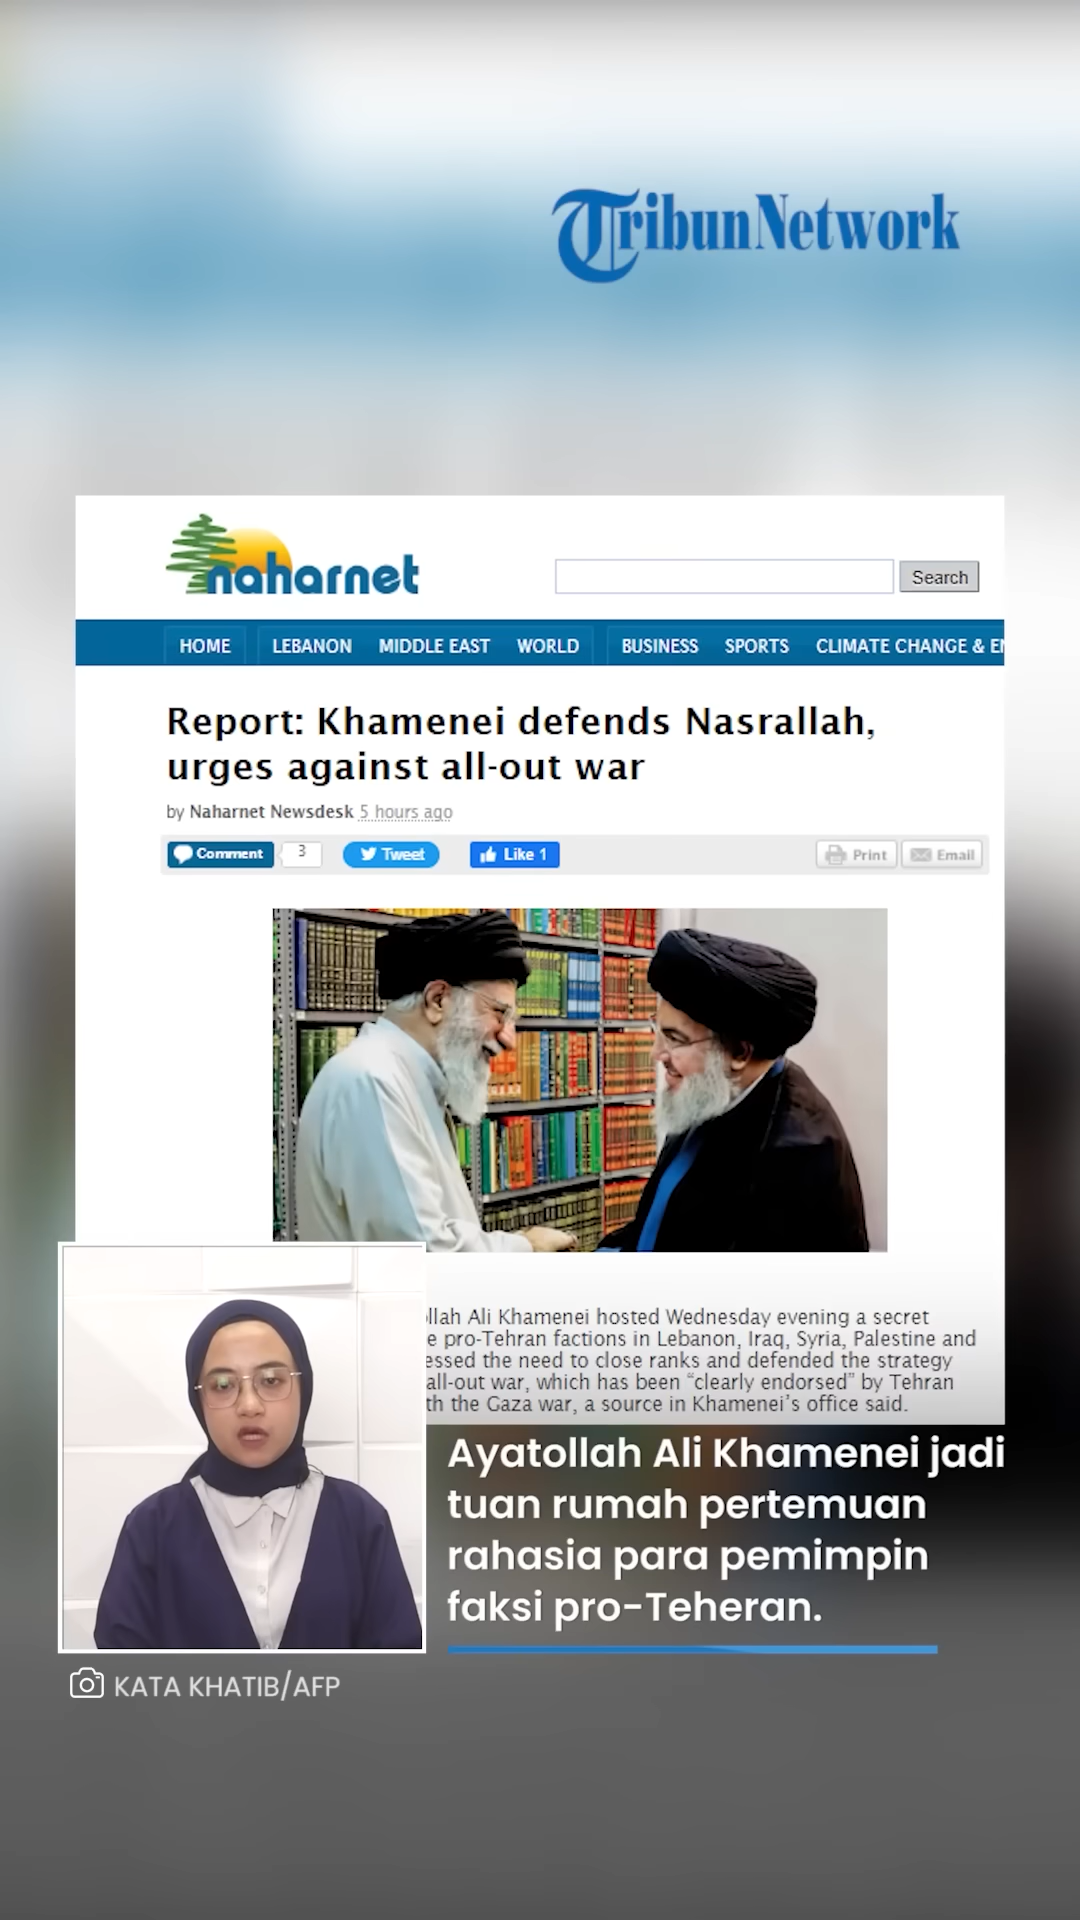 TribunNetwork
naharnet
Search
HOME LEBANON MIDDLE EAST WORLD BUSINESS SPORTS CLIMATE CHANGE &
Report: Khamenei defends Nasrallah,
urges against all-out war
by Naharnet Newsdesk 5 hours ago
Comment 3 Tweet Like 1 Print Email
Ali Khamenei hosted Wednesday evening a secret
pro-Tehran factions in Lebanon, Iraq, Syria, Palestine and
the need to close ranks and defended the strategy
all-out war, which has been “clearly endorsed” by Tehran
the Gaza war, a source in Khamenei’s office said.
Ayatollah Ali Khamenei jadi
tuan rumah pertemuan
rahasia para pemimpin
faksi pro-Teheran.
KATA KHATIB/AFP